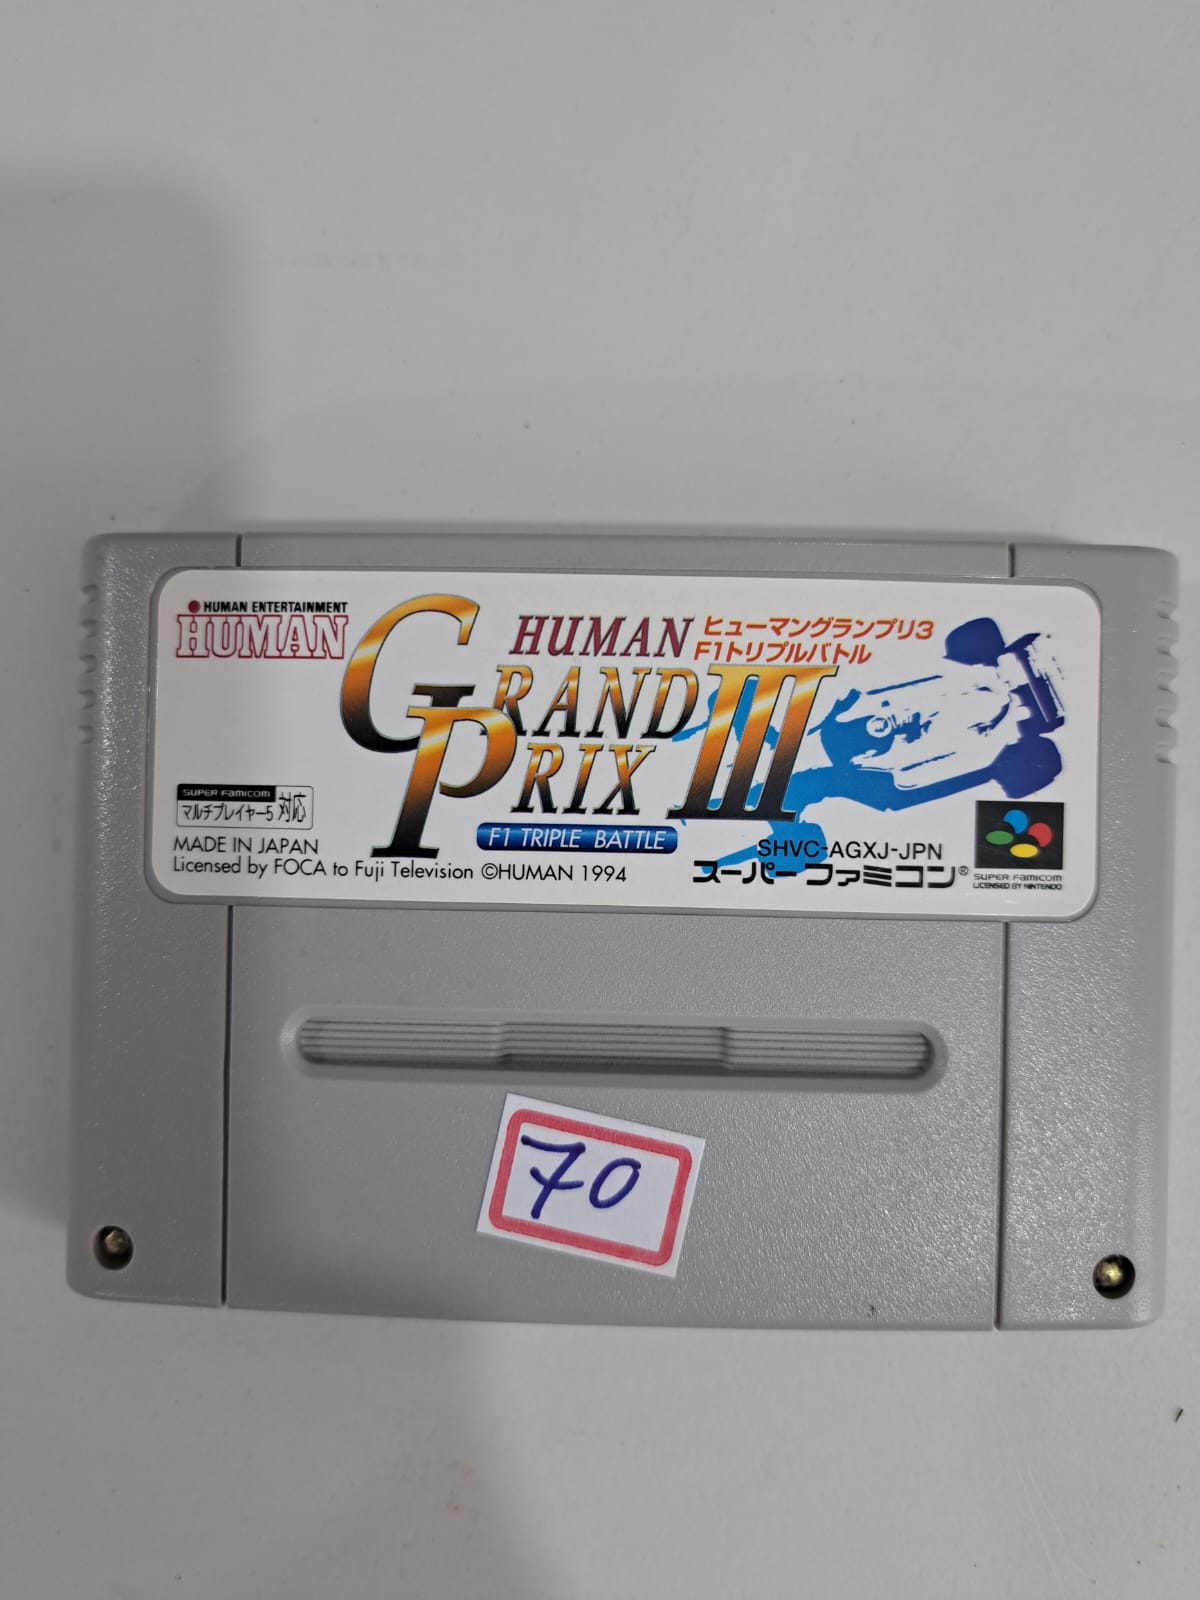 HUMAN ENTERTAINMENT
HUMAN
HUMAN
GRAND
PRIX III
ヒューマングランプリ3
F1トリプルバトル
F1 TRIPLE BATTLE
SUPER FAMICOM
マルチプレイヤー5 対応
MADE IN JAPAN
Licensed by FOCA to Fuji Television ©HUMAN 1994
SHVC-AGXJ-JPN
スーパーファミコン®
SUPER FAMICOM
LICENSED BY NINTENDO
70